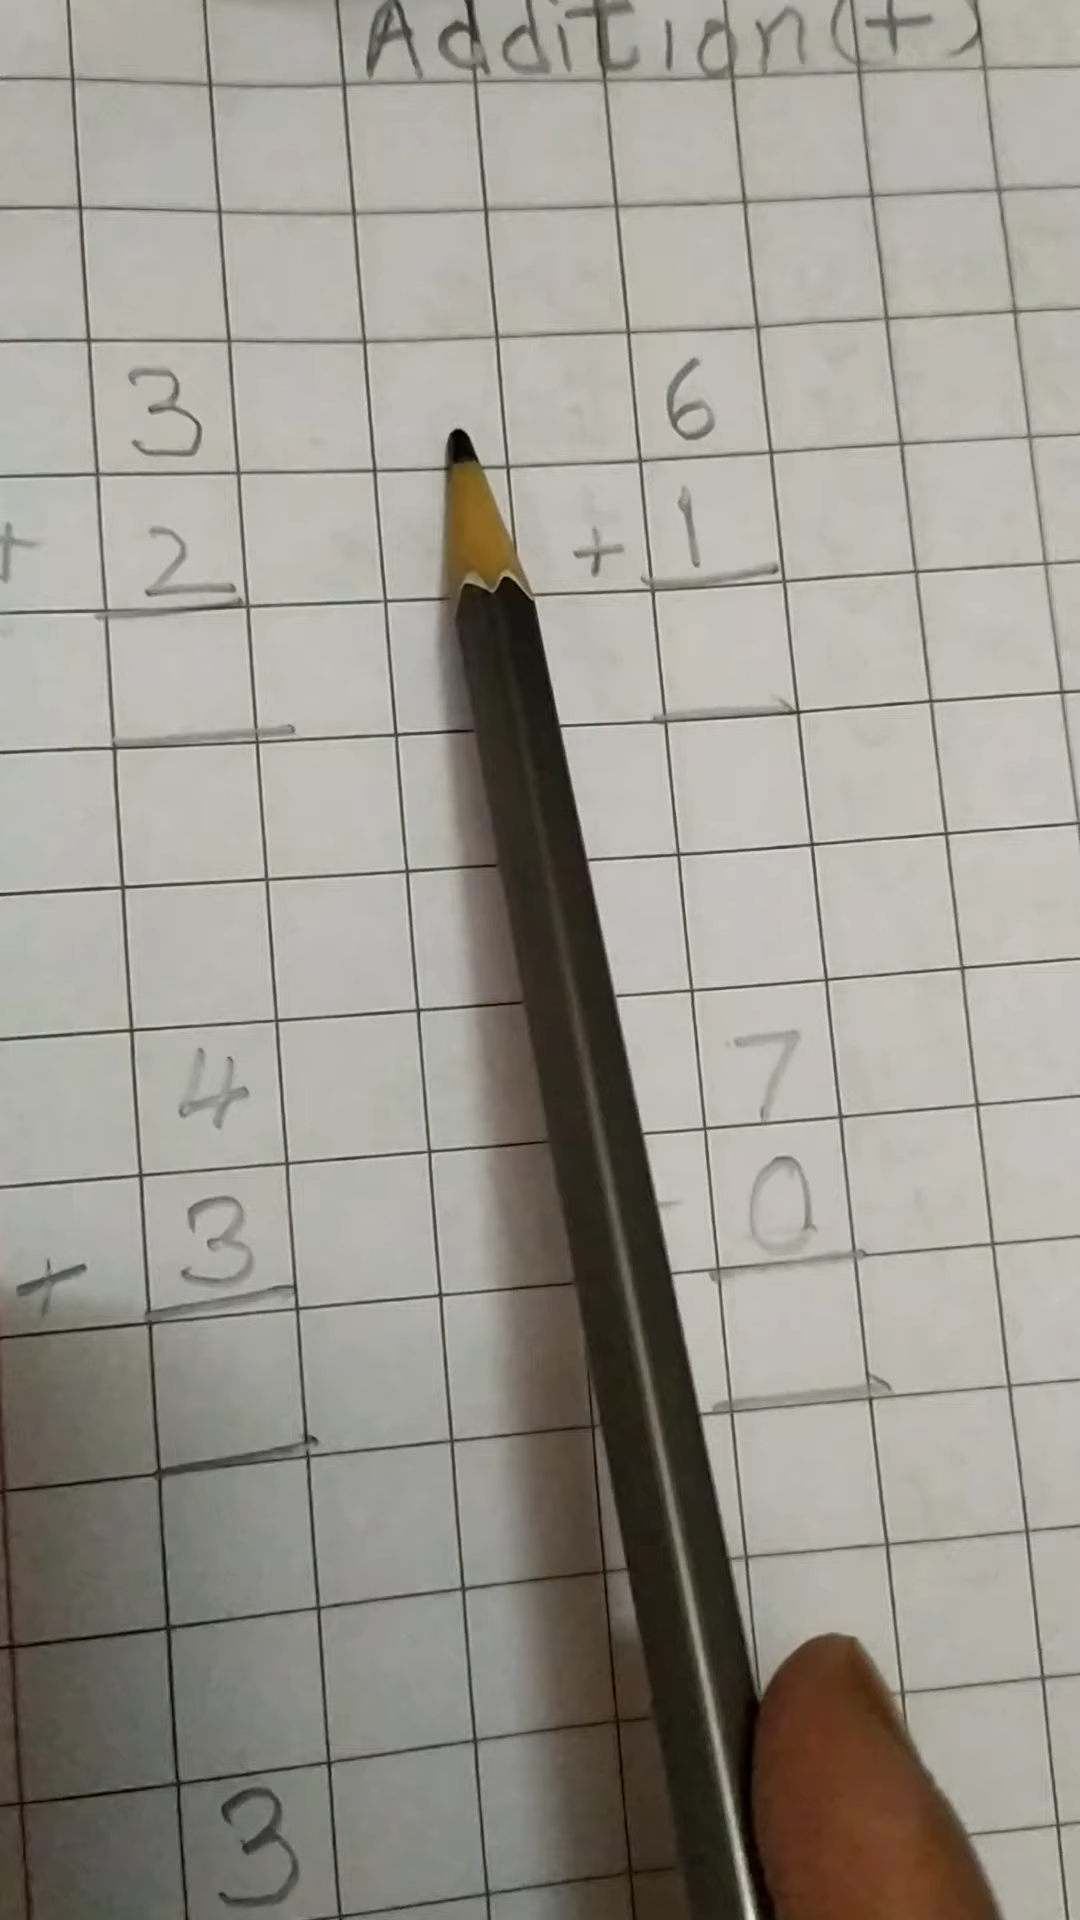 Addition(+)
3 6
+ 2 + 1
4 7
+ 3 0
3